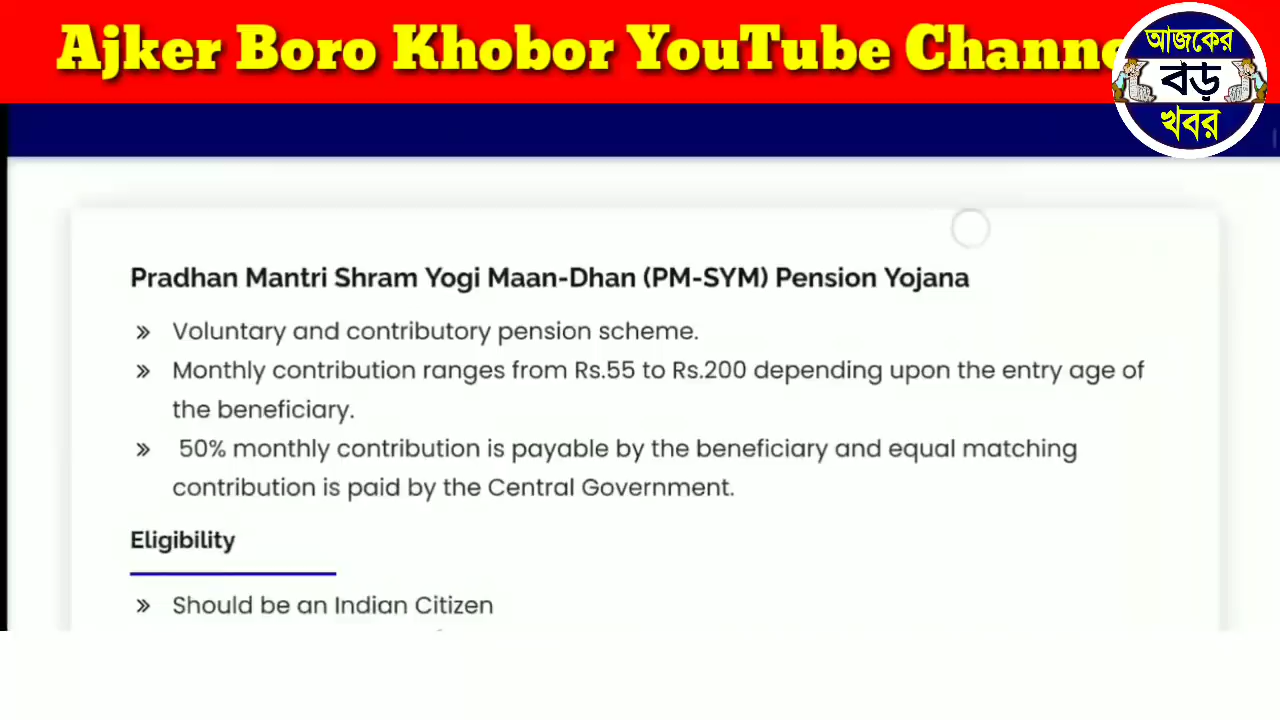 Ajker Boro Khobor YouTube Channe
আজকের
বড়
খবর
Pradhan Mantri Shram Yogi Maan-Dhan (PM-SYM) Pension Yojana
» Voluntary and contributory pension scheme.
» Monthly contribution ranges from Rs.55 to Rs.200 depending upon the entry age of
the beneficiary.
» 50% monthly contribution is payable by the beneficiary and equal matching
contribution is paid by the Central Government.
Eligibility
» Should be an Indian Citizen